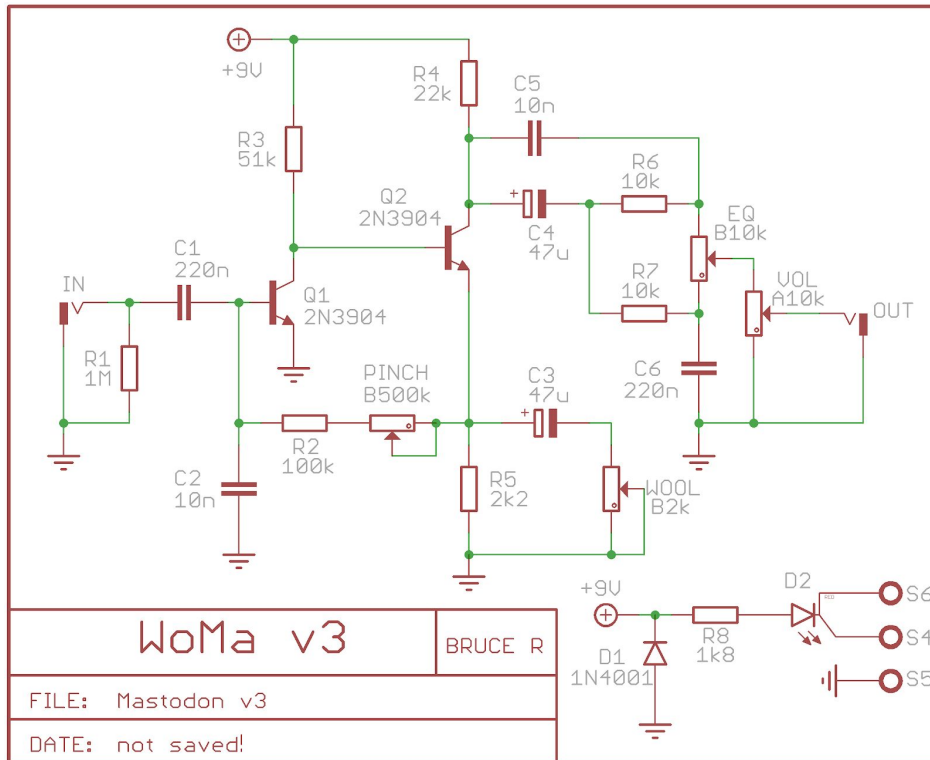 +9V
R4
22k
C5
10n
R3
51k
R6
10k
Q2
2N3904
C4
47u
EQ
B10k
C1
220n
IN
Q1
2N3904
R7
10k
VOL
A10k
OUT
R1
1M
PINCH
B500k
C3
47u
C6
220n
R2
100k
C2
10n
R5
2k2
WOOL
B2k
+9V
D2
RED
S6
R8
1k8
S4
D1
1N4001
S5
WoMa v3
BRUCE R
FILE: Mastodon v3
DATE: not saved!